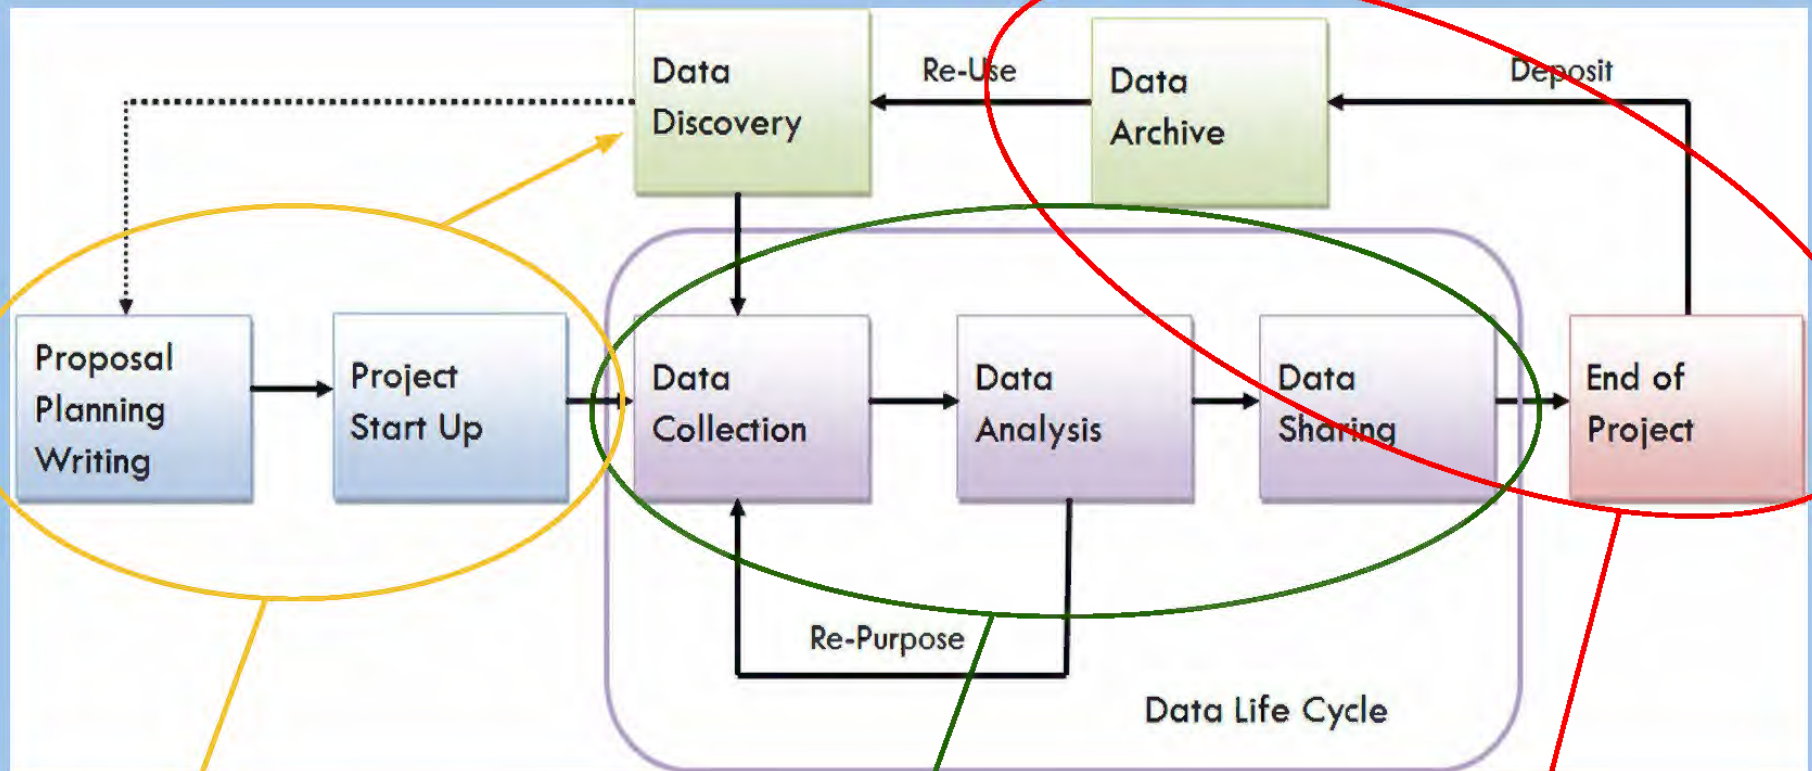 Data
Discovery
Re-Use
Data
Archive
Deposit
Proposal
Planning
Writing
Project
Start Up
Data
Collection
Data
Analysis
Data
Sharing
End of
Project
Re-Purpose
Data Life Cycle